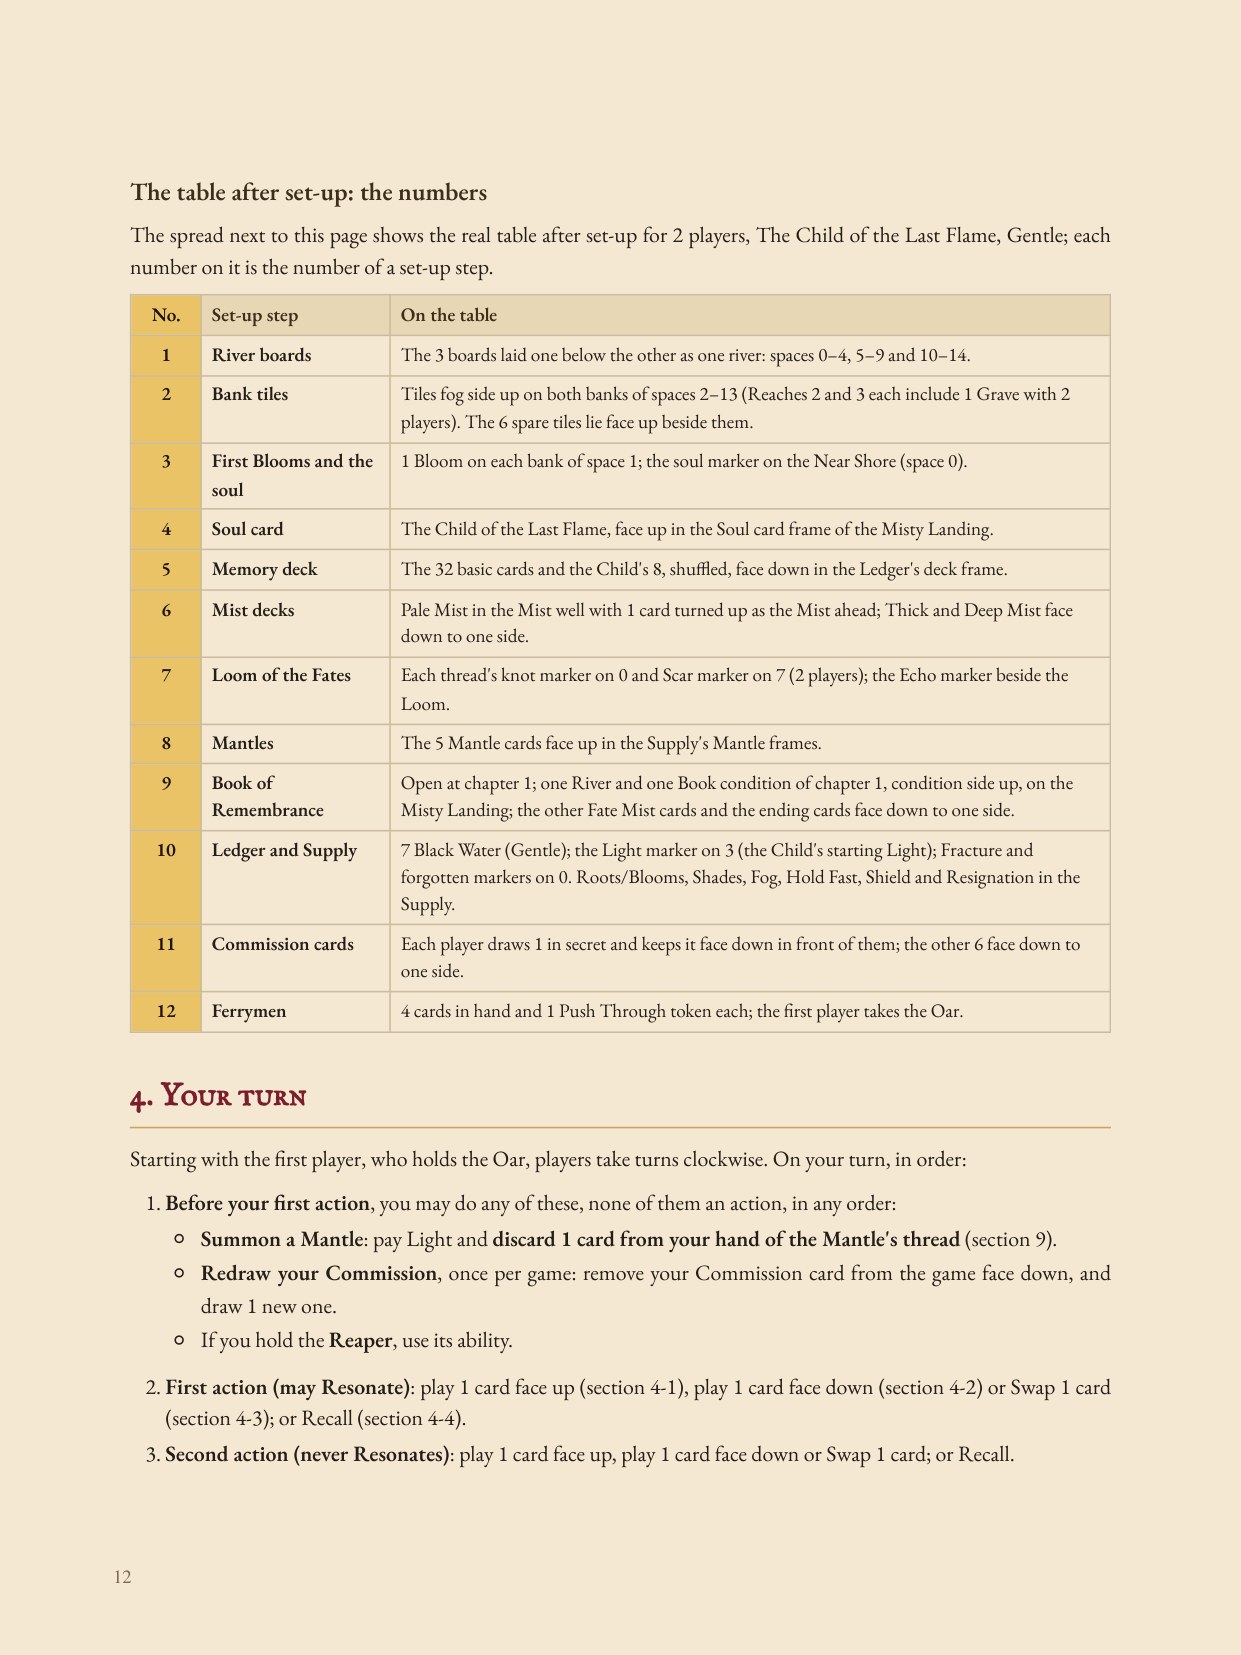 The table after set-up: the numbers
The spread next to this page shows the real table after set-up for 2 players, The Child of the Last Flame, Gentle; each
number on it is the number of a set-up step.
No. Set-up step On the table
1 River boards The 3 boards laid one below the other as one river: spaces 0–4, 5–9 and 10–14.
2 Bank tiles Tiles fog side up on both banks of spaces 2–13 (Reaches 2 and 3 each include 1 Grave with 2
players). The 6 spare tiles lie face up beside them.
3 First Blooms and the 1 Bloom on each bank of space 1; the soul marker on the Near Shore (space 0).
soul
4 Soul card The Child of the Last Flame, face up in the Soul card frame of the Misty Landing.
5 Memory deck The 32 basic cards and the Child's 8, shuffled, face down in the Ledger's deck frame.
6 Mist decks Pale Mist in the Mist well with 1 card turned up as the Mist ahead; Thick and Deep Mist face
down to one side.
7 Loom of the Fates Each thread's knot marker on 0 and Scar marker on 7 (2 players); the Echo marker beside the
Loom.
8 Mantles The 5 Mantle cards face up in the Supply's Mantle frames.
9 Book of Open at chapter 1; one River and one Book condition of chapter 1, condition side up, on the
Remembrance Misty Landing; the other Fate Mist cards and the ending cards face down to one side.
10 Ledger and Supply 7 Black Water (Gentle); the Light marker on 3 (the Child's starting Light); Fracture and
forgotten markers on 0. Roots/Blooms, Shades, Fog, Hold Fast, Shield and Resignation in the
Supply.
11 Commission cards Each player draws 1 in secret and keeps it face down in front of them; the other 6 face down to
one side.
12 Ferrymen 4 cards in hand and 1 Push Through token each; the first player takes the Oar.
4. Your turn
Starting with the first player, who holds the Oar, players take turns clockwise. On your turn, in order:
1. Before your first action, you may do any of these, none of them an action, in any order:
Summon a Mantle: pay Light and discard 1 card from your hand of the Mantle's thread (section 9).
Redraw your Commission, once per game: remove your Commission card from the game face down, and
draw 1 new one.
If you hold the Reaper, use its ability.
2. First action (may Resonate): play 1 card face up (section 4-1), play 1 card face down (section 4-2) or Swap 1 card
(section 4-3); or Recall (section 4-4).
3. Second action (never Resonates): play 1 card face up, play 1 card face down or Swap 1 card; or Recall.
12